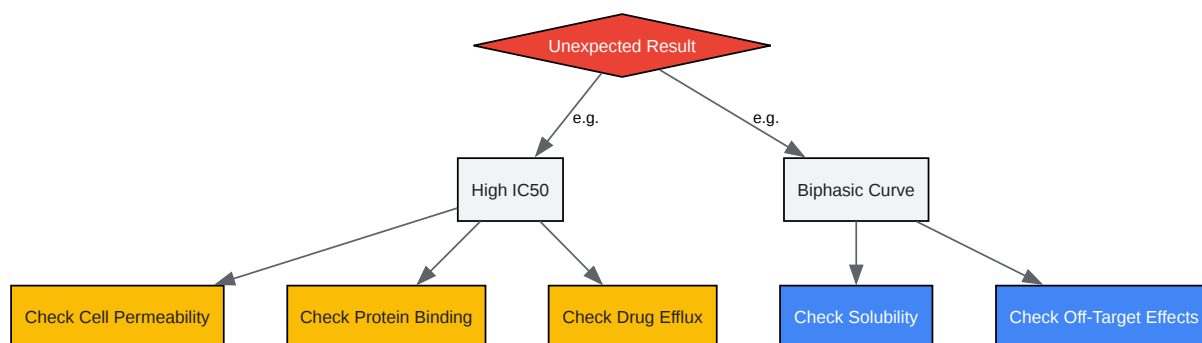 Unexpected Result
e.g.
e.g.
High IC50
Biphasic Curve
Check Cell Permeability
Check Protein Binding
Check Drug Efflux
Check Solubility
Check Off-Target Effects